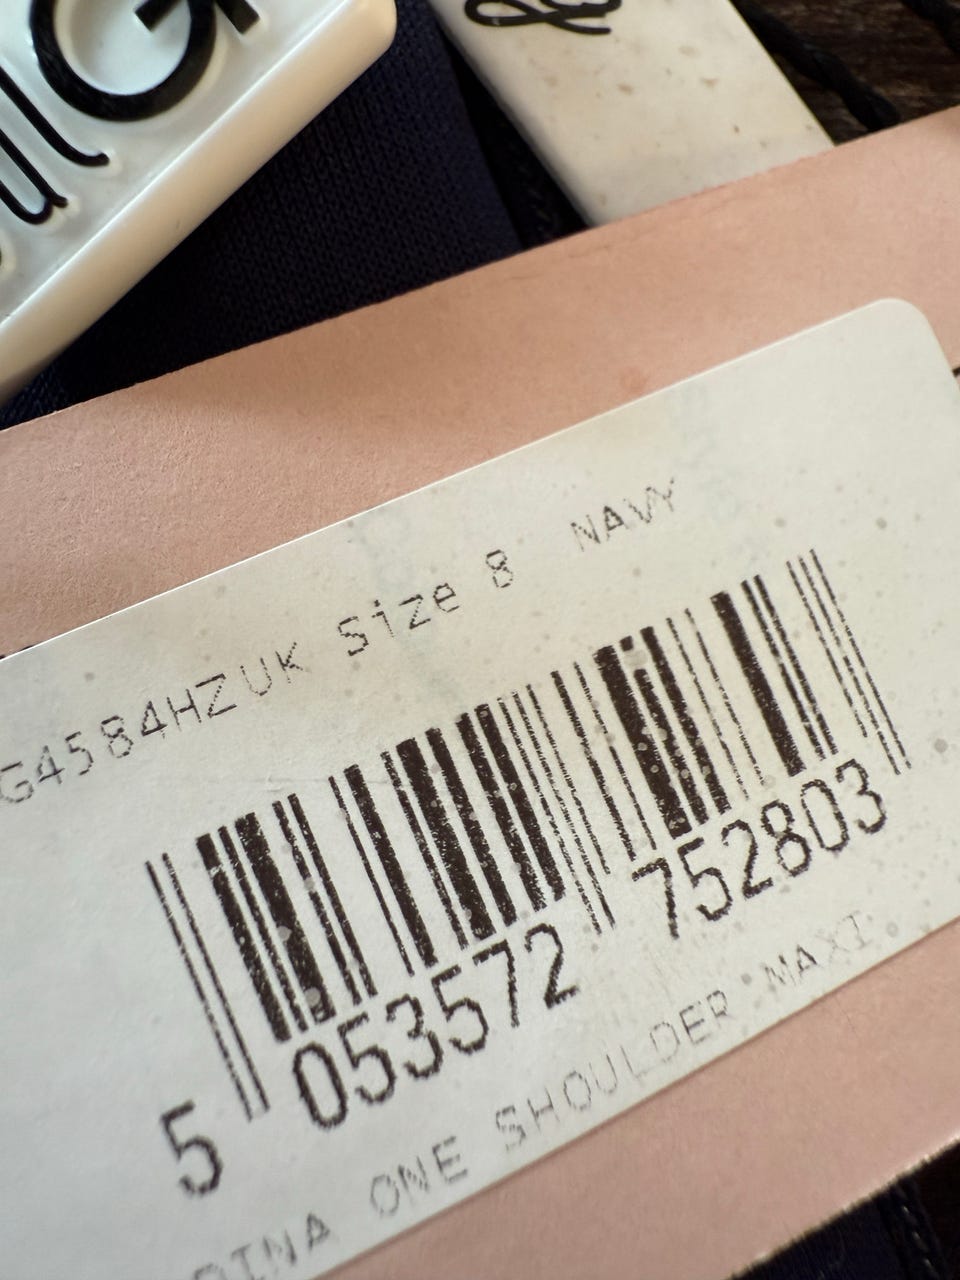 G4584HZUK Size 8 NAVY
5 053572 752803
ONE SHOULDER MAXI